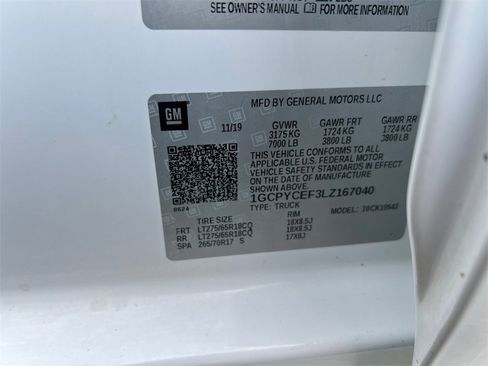 SEE OWNER'S MANUAL FOR MORE INFORMATION
GM
MFD BY GENERAL MOTORS LLC
11/19
GVWR GAWR FRT GAWR RR
3175 KG 1724 KG 1724 KG
7000 LB 3800 LB 3800 LB
THIS VEHICLE CONFORMS TO ALL
APPLICABLE U.S. FEDERAL MOTOR
VEHICLE SAFETY STANDARDS IN
EFFECT ON THE DATE OF
MANUFACTURE SHOWN ABOVE.
1GCPYCEF3LZ167040
TYPE: TRUCK MODEL:
8624
TIRE SIZE RIM
FRT LT275/65R18CQ 18X8.5J
RR LT275/65R18CQ 18X8.5J
SPA 265/70R17 S 17X8J